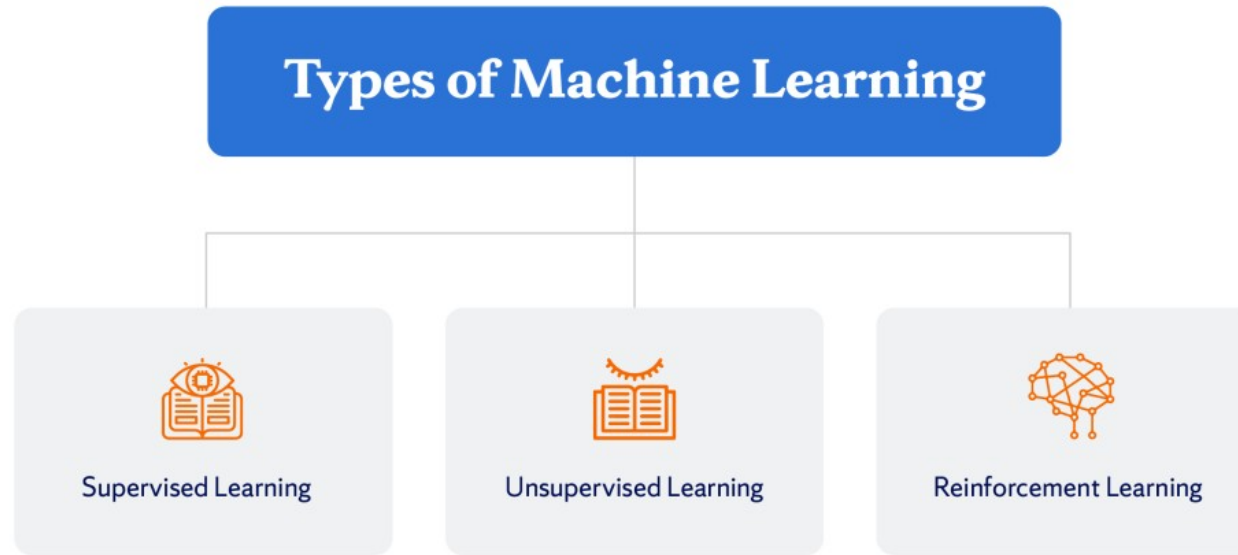 Types of Machine Learning
Supervised Learning
Unsupervised Learning
Reinforcement Learning